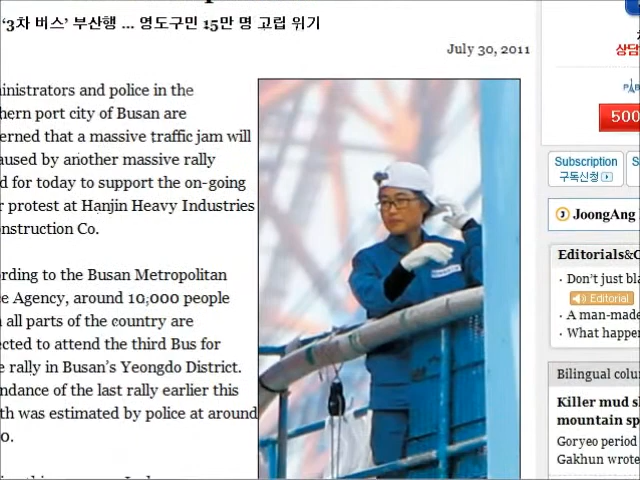 '3차 버스' 부산행 ... 영도구민 15만 명 고립 위기
July 30, 2011
inistrators and police in the
hern port city of Busan are
erned that a massive traffic jam will
aused by another massive rally
d for today to support the on-going
r protest at Hanjin Heavy Industries
nstruction Co.
rding to the Busan Metropolitan
e Agency, around 10,000 people
all parts of the country are
cted to attend the third Bus for
e rally in Busan's Yeongdo District.
ndance of the last rally earlier this
th was estimated by police at around
0.
상담
500
Subscription
구독신청
JoongAng
Editorials&C
· Don't just bla
Editorial
· A man-made
· What happen
Bilingual colu
Killer mud s
mountain sp
Goryeo period
Gakhun wrote